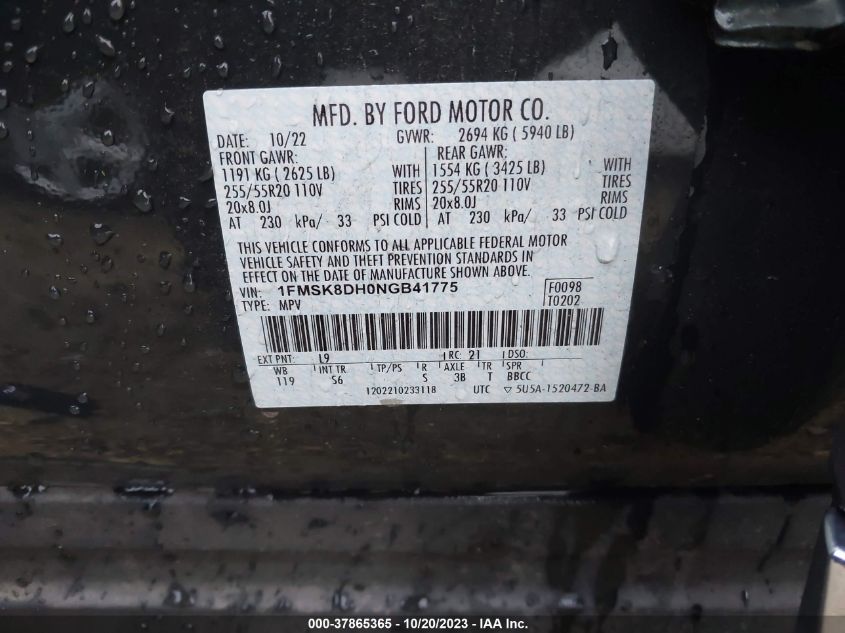 MFD. BY FORD MOTOR CO.
DATE: 10/22 GVWR: 2694 KG ( 5940 LB)
FRONT GAWR: REAR GAWR:
1191 KG ( 2625 LB) WITH 1554 KG ( 3425 LB) WITH
255/55R20 110V TIRES 255/55R20 110V TIRES
20x8.0J RIMS 20x8.0J RIMS
AT 230 kPa/ 33 PSI COLD AT 230 kPa/ 33 PSI COLD
THIS VEHICLE CONFORMS TO ALL APPLICABLE FEDERAL MOTOR
VEHICLE SAFETY AND THEFT PREVENTION STANDARDS IN
EFFECT ON THE DATE OF MANUFACTURE SHOWN ABOVE.
VIN: 1FMSK8DH0NGB41775 F0098
TYPE: MPV T0202
EXT PNT: L9 RC: 21 DSO:
WB INT TR TP/PS R AXLE TR SPR
119 S6 S 3B T BBCC
1202210233118 UTC ▽ 5U5A-1520472-BA
000-37865365 - 10/20/2023 - IAA Inc.